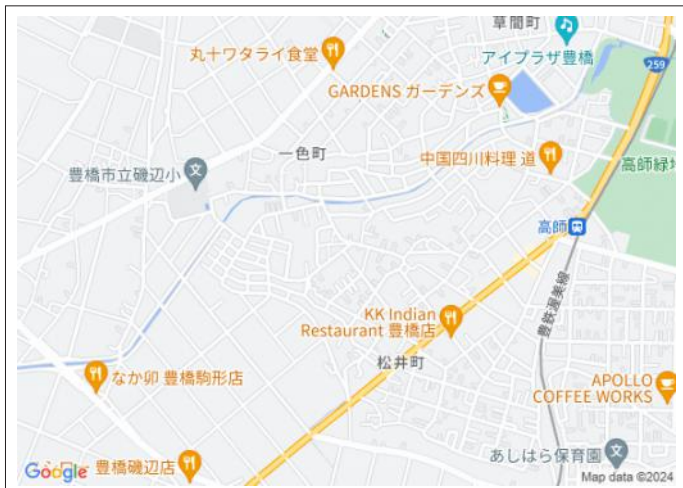 草間町
丸十ワタライ食堂
アイプラザ豊橋
259
GARDENS ガーデンズ
一色町
中国四川料理 道
豊橋市立磯辺小
文
高師緑地
高師
豊鉄渥美線
KK Indian
Restaurant 豊橋店
松井町
なか卯 豊橋駒形店
APOLLO
COFFEE WORKS
あしはら保育園
文
豊橋磯辺店
Google
Map data ©2024